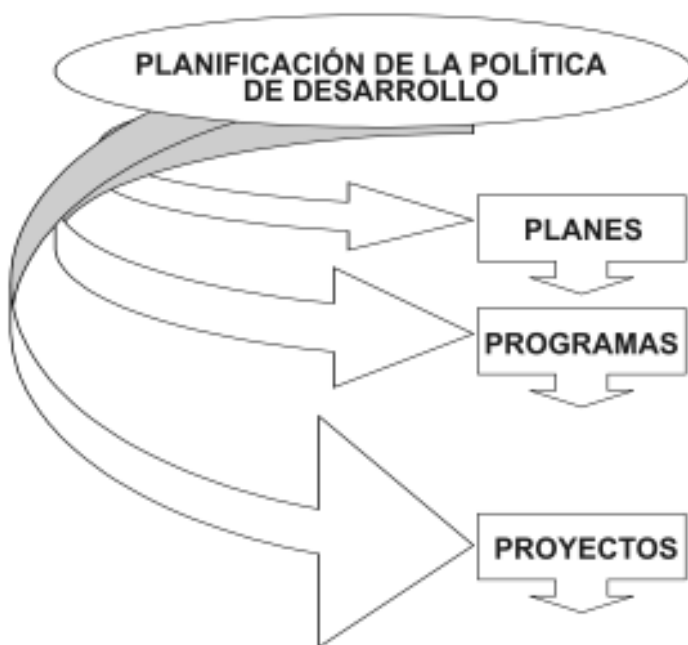 PLANIFICACIÓN DE LA POLÍTICA
DE DESARROLLO
PLANES
PROGRAMAS
PROYECTOS